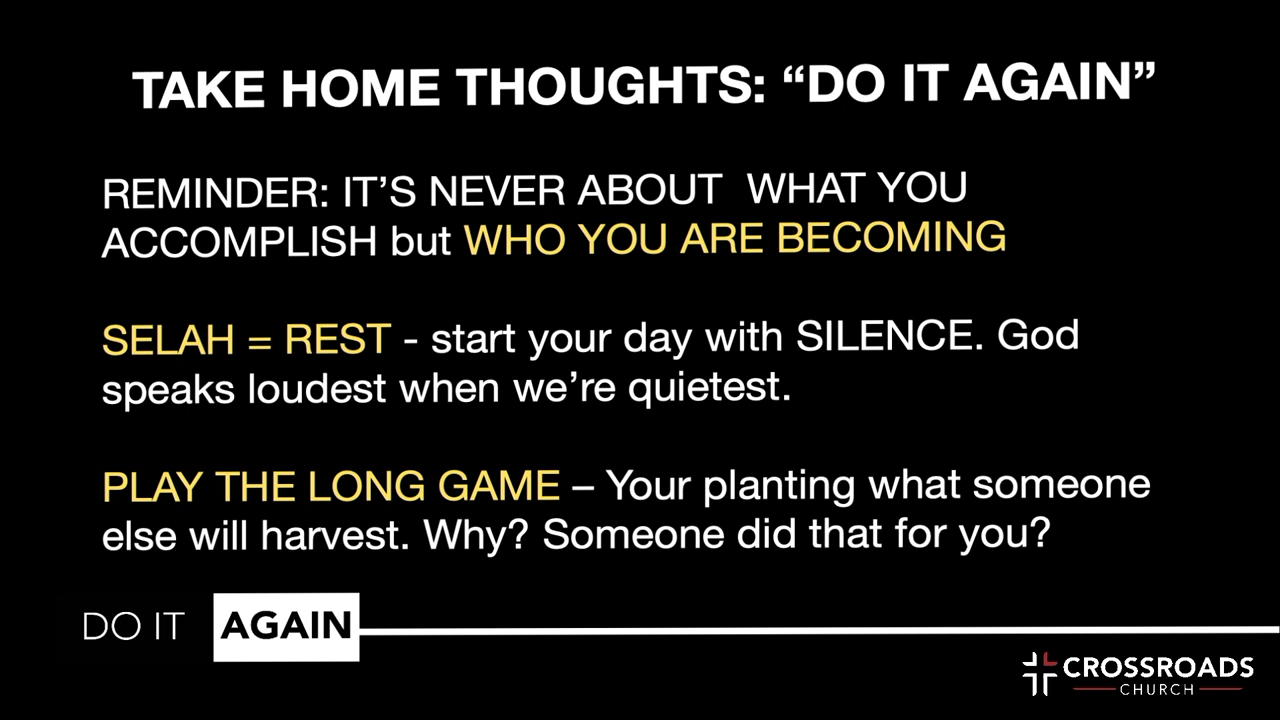 TAKE HOME THOUGHTS: “DO IT AGAIN”
REMINDER: IT’S NEVER ABOUT  WHAT YOU
ACCOMPLISH but WHO YOU ARE BECOMING
SELAH = REST - start your day with SILENCE. God
speaks loudest when we’re quietest.
PLAY THE LONG GAME – Your planting what someone
else will harvest. Why? Someone did that for you?
DO IT AGAIN
CROSSROADS
CHURCH